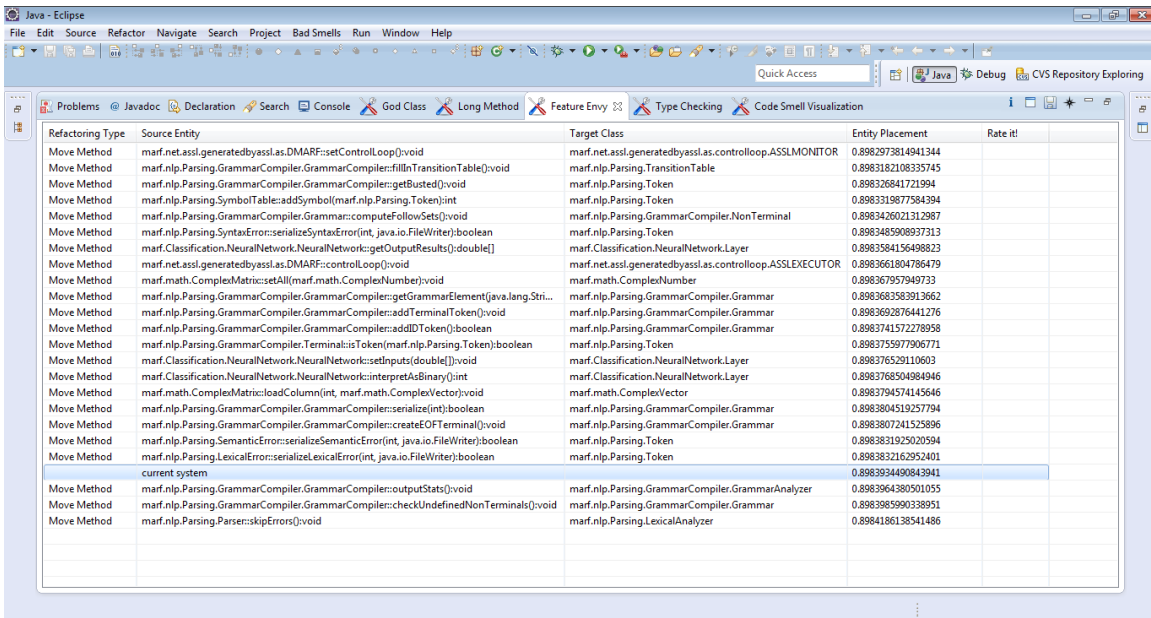 Java - Eclipse
File Edit Source Refactor Navigate Search Project Bad Smells Run Window Help
Quick Access Java Debug CVS Repository Exploring
Problems @ Javadoc Declaration Search Console God Class Long Method Feature Envy Type Checking Code Smell Visualization
Refactoring Type Source Entity Target Class Entity Placement Rate it!
Move Method marf.net.assl.generatedbyassl.as.DMARF::setControlLoop():void marf.net.assl.generatedbyassl.as.controlloop.ASSLMONITOR 0.8982973814941344
Move Method marf.nlp.Parsing.GrammarCompiler.GrammarCompiler::fillInTransitionTable():void marf.nlp.Parsing.TransitionTable 0.8983182108335745
Move Method marf.nlp.Parsing.GrammarCompiler.GrammarCompiler::getBusted():void marf.nlp.Parsing.Token 0.898326841721994
Move Method marf.nlp.Parsing.SymbolTable::addSymbol(marf.nlp.Parsing.Token):int marf.nlp.Parsing.Token 0.8983319877584394
Move Method marf.nlp.Parsing.GrammarCompiler.Grammar::computeFollowSets():void marf.nlp.Parsing.GrammarCompiler.NonTerminal 0.8983426021312987
Move Method marf.nlp.Parsing.SyntaxError::serializeSyntaxError(int, java.io.FileWriter):boolean marf.nlp.Parsing.Token 0.8983485908937313
Move Method marf.Classification.NeuralNetwork.NeuralNetwork::getOutputResults():double[] marf.Classification.NeuralNetwork.Layer 0.8983584156498823
Move Method marf.net.assl.generatedbyassl.as.DMARF::controlLoop():void marf.net.assl.generatedbyassl.as.controlloop.ASSLEXECUTOR 0.8983661804786479
Move Method marf.math.ComplexMatrix::setAll(marf.math.ComplexNumber):void marf.math.ComplexNumber 0.898367957949733
Move Method marf.nlp.Parsing.GrammarCompiler.GrammarCompiler::getGrammarElement(java.lang.Stri... marf.nlp.Parsing.GrammarCompiler.Grammar 0.8983683583913662
Move Method marf.nlp.Parsing.GrammarCompiler.GrammarCompiler::addTerminalToken():void marf.nlp.Parsing.GrammarCompiler.Grammar 0.8983692876441276
Move Method marf.nlp.Parsing.GrammarCompiler.GrammarCompiler::addIDToken():boolean marf.nlp.Parsing.GrammarCompiler.Grammar 0.8983741572278958
Move Method marf.nlp.Parsing.GrammarCompiler.Terminal::isToken(marf.nlp.Parsing.Token):boolean marf.nlp.Parsing.Token 0.8983755977906771
Move Method marf.Classification.NeuralNetwork.NeuralNetwork::setInputs(double[]):void marf.Classification.NeuralNetwork.Layer 0.898376529110603
Move Method marf.Classification.NeuralNetwork.NeuralNetwork::interpretAsBinary():int marf.Classification.NeuralNetwork.Layer 0.8983768504984946
Move Method marf.math.ComplexMatrix::loadColumn(int, marf.math.ComplexVector):void marf.math.ComplexVector 0.8983794574145646
Move Method marf.nlp.Parsing.GrammarCompiler.GrammarCompiler::serialize(int):boolean marf.nlp.Parsing.GrammarCompiler.Grammar 0.8983804519257794
Move Method marf.nlp.Parsing.GrammarCompiler.GrammarCompiler::createEOFTerminal():void marf.nlp.Parsing.GrammarCompiler.Grammar 0.8983807241525896
Move Method marf.nlp.Parsing.SemanticError::serializeSemanticError(int, java.io.FileWriter):boolean marf.nlp.Parsing.Token 0.8983831925020594
Move Method marf.nlp.Parsing.LexicalError::serializeLexicalError(int, java.io.FileWriter):boolean marf.nlp.Parsing.Token 0.8983832162952401
current system 0.8983934490843941
Move Method marf.nlp.Parsing.GrammarCompiler.GrammarCompiler::outputStats():void marf.nlp.Parsing.GrammarCompiler.GrammarAnalyzer 0.8983964380501055
Move Method marf.nlp.Parsing.GrammarCompiler.GrammarCompiler::checkUndefinedNonTerminals():void marf.nlp.Parsing.GrammarCompiler.Grammar 0.8983985990338951
Move Method marf.nlp.Parsing.Parser::skipErrors():void marf.nlp.Parsing.LexicalAnalyzer 0.8984186138541486